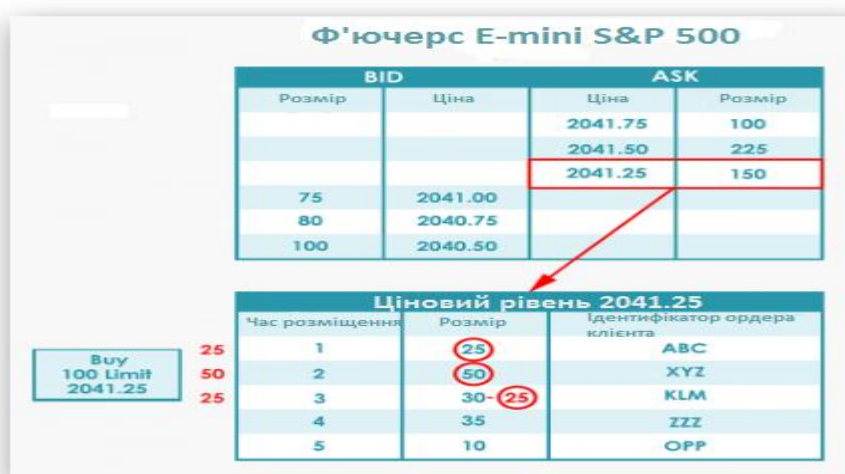 Ф'ючерс E-mini S&P 500
BID ASK
Розмір Ціна Ціна Розмір
2041.75 100
2041.50 225
2041.25 150
75 2041.00
80 2040.75
100 2040.50
Ціновий рівень 2041.25
Час розміщення Розмір Ідентифікатор ордера
клієнта
Buy
100 Limit
2041.25
25 1 25 ABC
50 2 50 XYZ
25 3 30-25 KLM
4 35 ZZZ
5 10 OPP